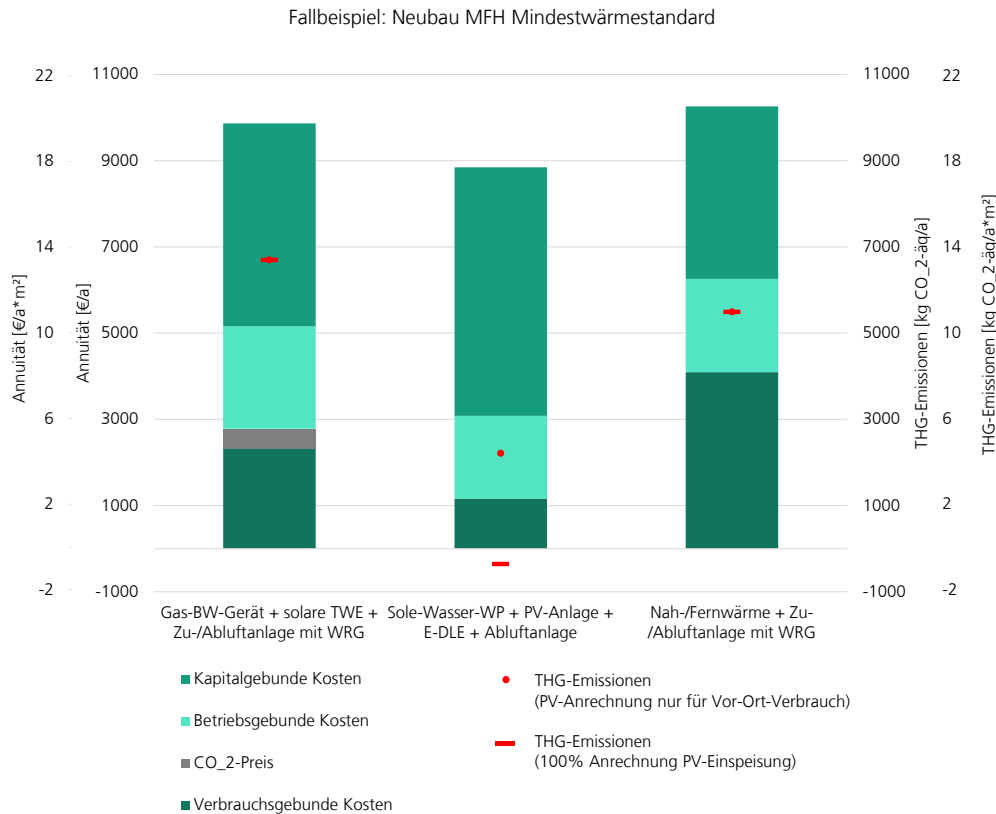 Fallbeispiel: Neubau MFH Mindestwärmestandard
22 11000 11000 22
18 9000 9000 18
14 7000 7000 14
10 5000 5000 10
6 3000 3000 6
2 1000 1000 2
-2 -1000 -1000 -2
Annuität [€/a*m²]
Annuität [€/a]
THG-Emissionen [kg CO_2-äq/a]
THG-Emissionen [kg CO_2-äq/a*m²]
Gas-BW-Gerät + solare TWE +
Zu-/Abluftanlage mit WRG
Sole-Wasser-WP + PV-Anlage +
E-DLE + Abluftanlage
Nah-/Fernwärme + Zu-
/Abluftanlage mit WRG
Kapitalgebunde Kosten
Betriebsgebunde Kosten
CO_2-Preis
Verbrauchsgebunde Kosten
THG-Emissionen
(PV-Anrechnung nur für Vor-Ort-Verbrauch)
THG-Emissionen
(100% Anrechnung PV-Einspeisung)